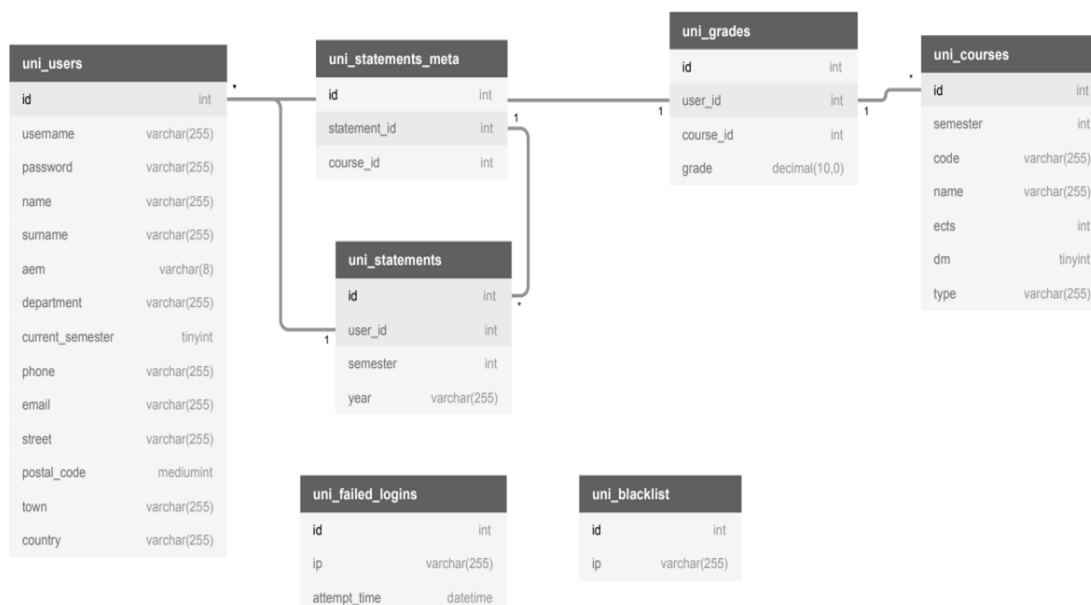 uni_users
id int
username varchar(255)
password varchar(255)
name varchar(255)
surname varchar(255)
aem varchar(8)
department varchar(255)
current_semester tinyint
phone varchar(255)
email varchar(255)
street varchar(255)
postal_code mediumint
town varchar(255)
country varchar(255)
*
uni_statements_meta
id int
statement_id int
course_id int
1
uni_statements
id int
user_id int
semester int
year varchar(255)
1
*
uni_grades
id int
user_id int
course_id int
grade decimal(10,0)
1
1
*
uni_courses
id int
semester int
code varchar(255)
name varchar(255)
ects int
dm tinyint
type varchar(255)
uni_failed_logins
id int
ip varchar(255)
attempt_time datetime
uni_blacklist
id int
ip varchar(255)